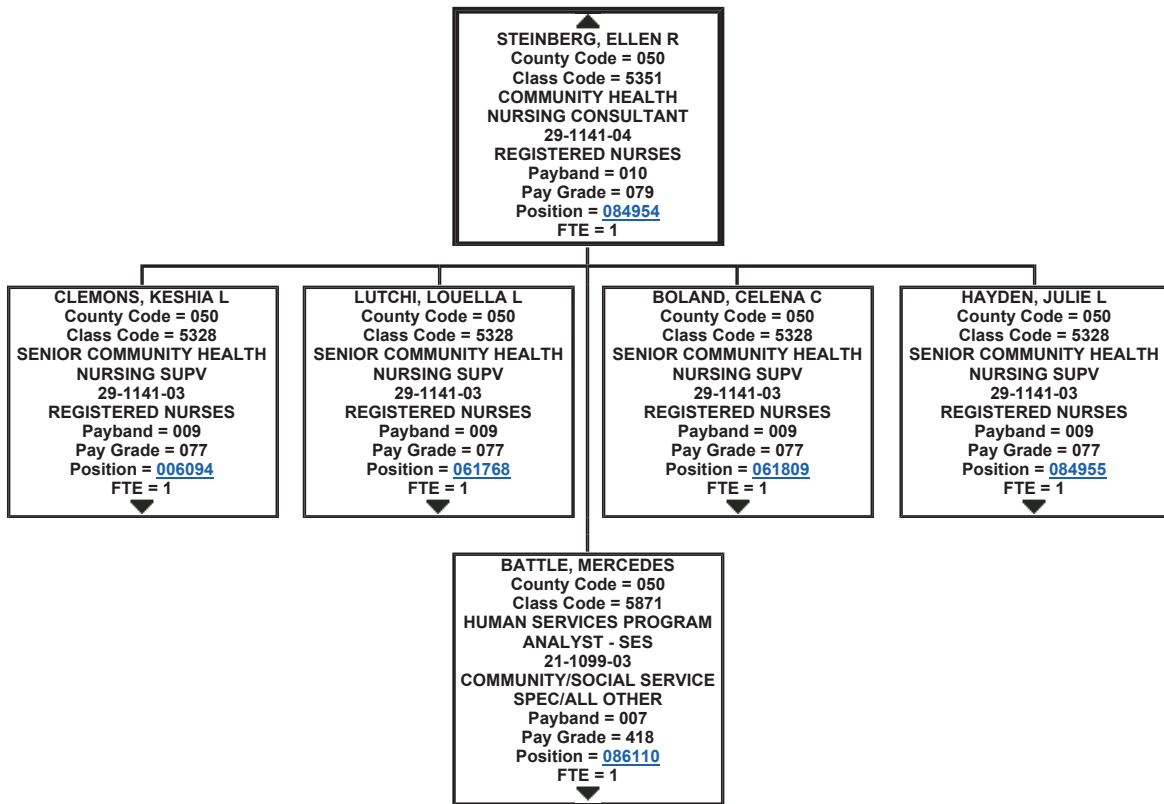 STEINBERG, ELLEN R
County Code = 050
Class Code = 5351
COMMUNITY HEALTH
NURSING CONSULTANT
29-1141-04
REGISTERED NURSES
Payband = 010
Pay Grade = 079
Position = 084954
FTE = 1
CLEMONS, KESHIA L
County Code = 050
Class Code = 5328
SENIOR COMMUNITY HEALTH
NURSING SUPV
29-1141-03
REGISTERED NURSES
Payband = 009
Pay Grade = 077
Position = 006094
FTE = 1
LUTCHI, LOUELLA L
County Code = 050
Class Code = 5328
SENIOR COMMUNITY HEALTH
NURSING SUPV
29-1141-03
REGISTERED NURSES
Payband = 009
Pay Grade = 077
Position = 061768
FTE = 1
BOLAND, CELENA C
County Code = 050
Class Code = 5328
SENIOR COMMUNITY HEALTH
NURSING SUPV
29-1141-03
REGISTERED NURSES
Payband = 009
Pay Grade = 077
Position = 061809
FTE = 1
HAYDEN, JULIE L
County Code = 050
Class Code = 5328
SENIOR COMMUNITY HEALTH
NURSING SUPV
29-1141-03
REGISTERED NURSES
Payband = 009
Pay Grade = 077
Position = 084955
FTE = 1
BATTLE, MERCEDES
County Code = 050
Class Code = 5871
HUMAN SERVICES PROGRAM
ANALYST - SES
21-1099-03
COMMUNITY/SOCIAL SERVICE
SPEC/ALL OTHER
Payband = 007
Pay Grade = 418
Position = 086110
FTE = 1